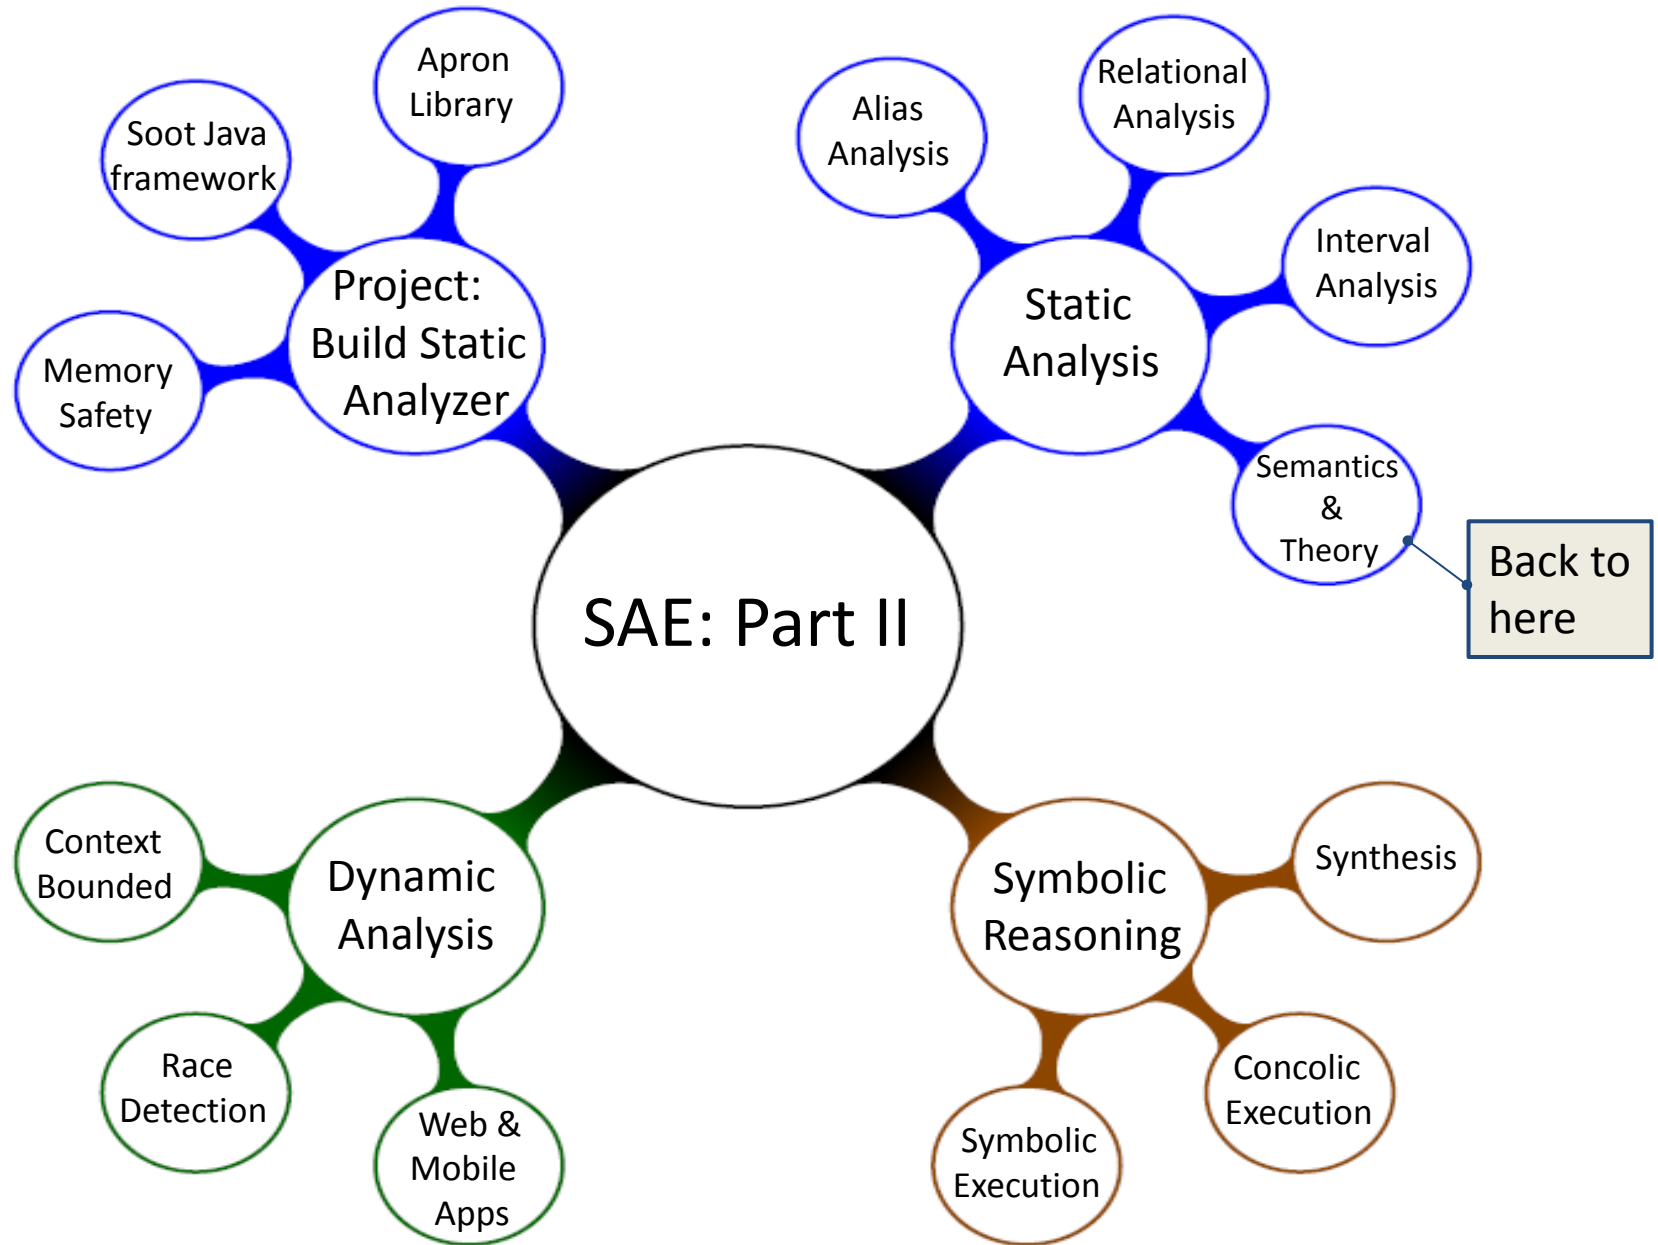 Apron
Library
Soot Java
framework
Memory
Safety
Project:
Build Static
Analyzer
Alias
Analysis
Relational
Analysis
Interval
Analysis
Static
Analysis
Semantics
&
Theory
Back to
here
SAE: Part II
Context
Bounded
Dynamic
Analysis
Race
Detection
Web &
Mobile
Apps
Symbolic
Reasoning
Synthesis
Concolic
Execution
Symbolic
Execution